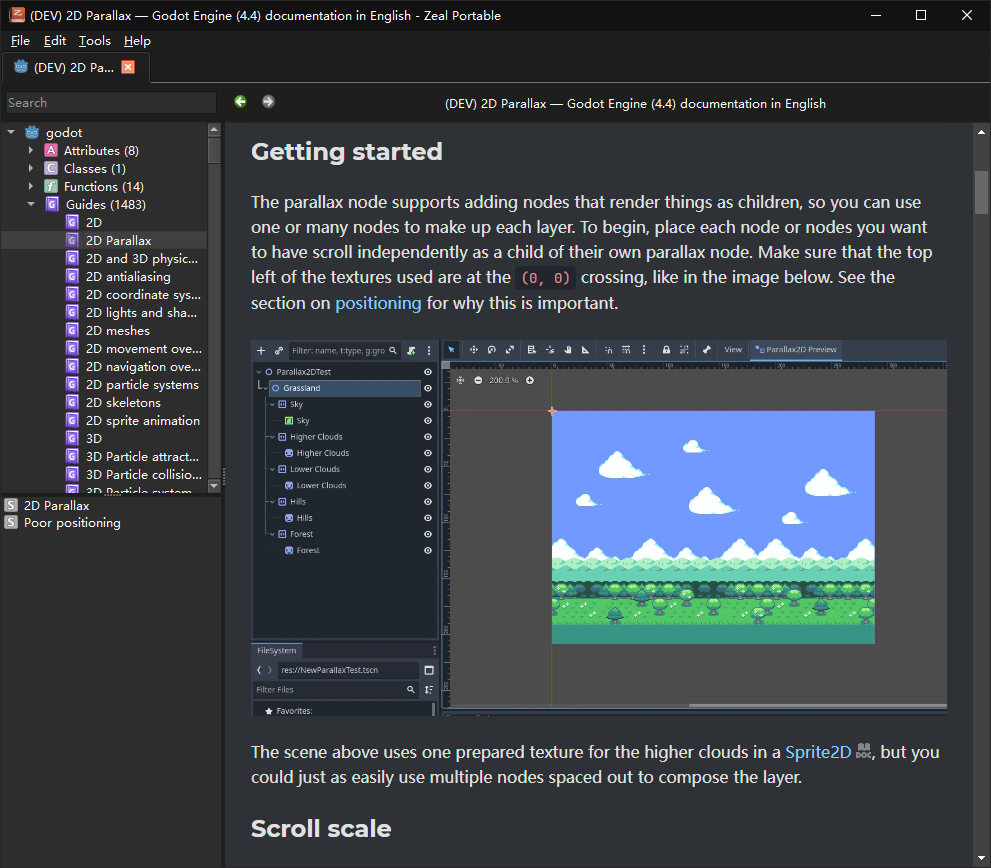 (DEV) 2D Parallax — Godot Engine (4.4) documentation in English - Zeal Portable
File Edit Tools Help
(DEV) 2D Pa...
Search
(DEV) 2D Parallax — Godot Engine (4.4) documentation in English
godot
Attributes (8)
Classes (1)
Functions (14)
Guides (1483)
2D
2D Parallax
2D and 3D physic...
2D antialiasing
2D coordinate sys...
2D lights and sha...
2D meshes
2D movement ove...
2D navigation ove...
2D particle systems
2D skeletons
2D sprite animation
3D
3D Particle attract...
3D Particle collisio...
3D Particle system
2D Parallax
Poor positioning
Getting started
The parallax node supports adding nodes that render things as children, so you can use
one or many nodes to make up each layer. To begin, place each node or nodes you want
to have scroll independently as a child of their own parallax node. Make sure that the top
left of the textures used are at the (0, 0) crossing, like in the image below. See the
section on positioning for why this is important.
Filter: name, t:type, g:gro
View
Parallax2D Preview
Parallax2DTest
Grassland
Sky
Sky
Higher Clouds
Higher Clouds
Lower Clouds
Lower Clouds
Hills
Hills
Forest
Forest
200.0 %
FileSystem
res://NewParallaxTest.tscn
Filter Files
Favorites:
The scene above uses one prepared texture for the higher clouds in a Sprite2D DOC, but you
could just as easily use multiple nodes spaced out to compose the layer.
Scroll scale